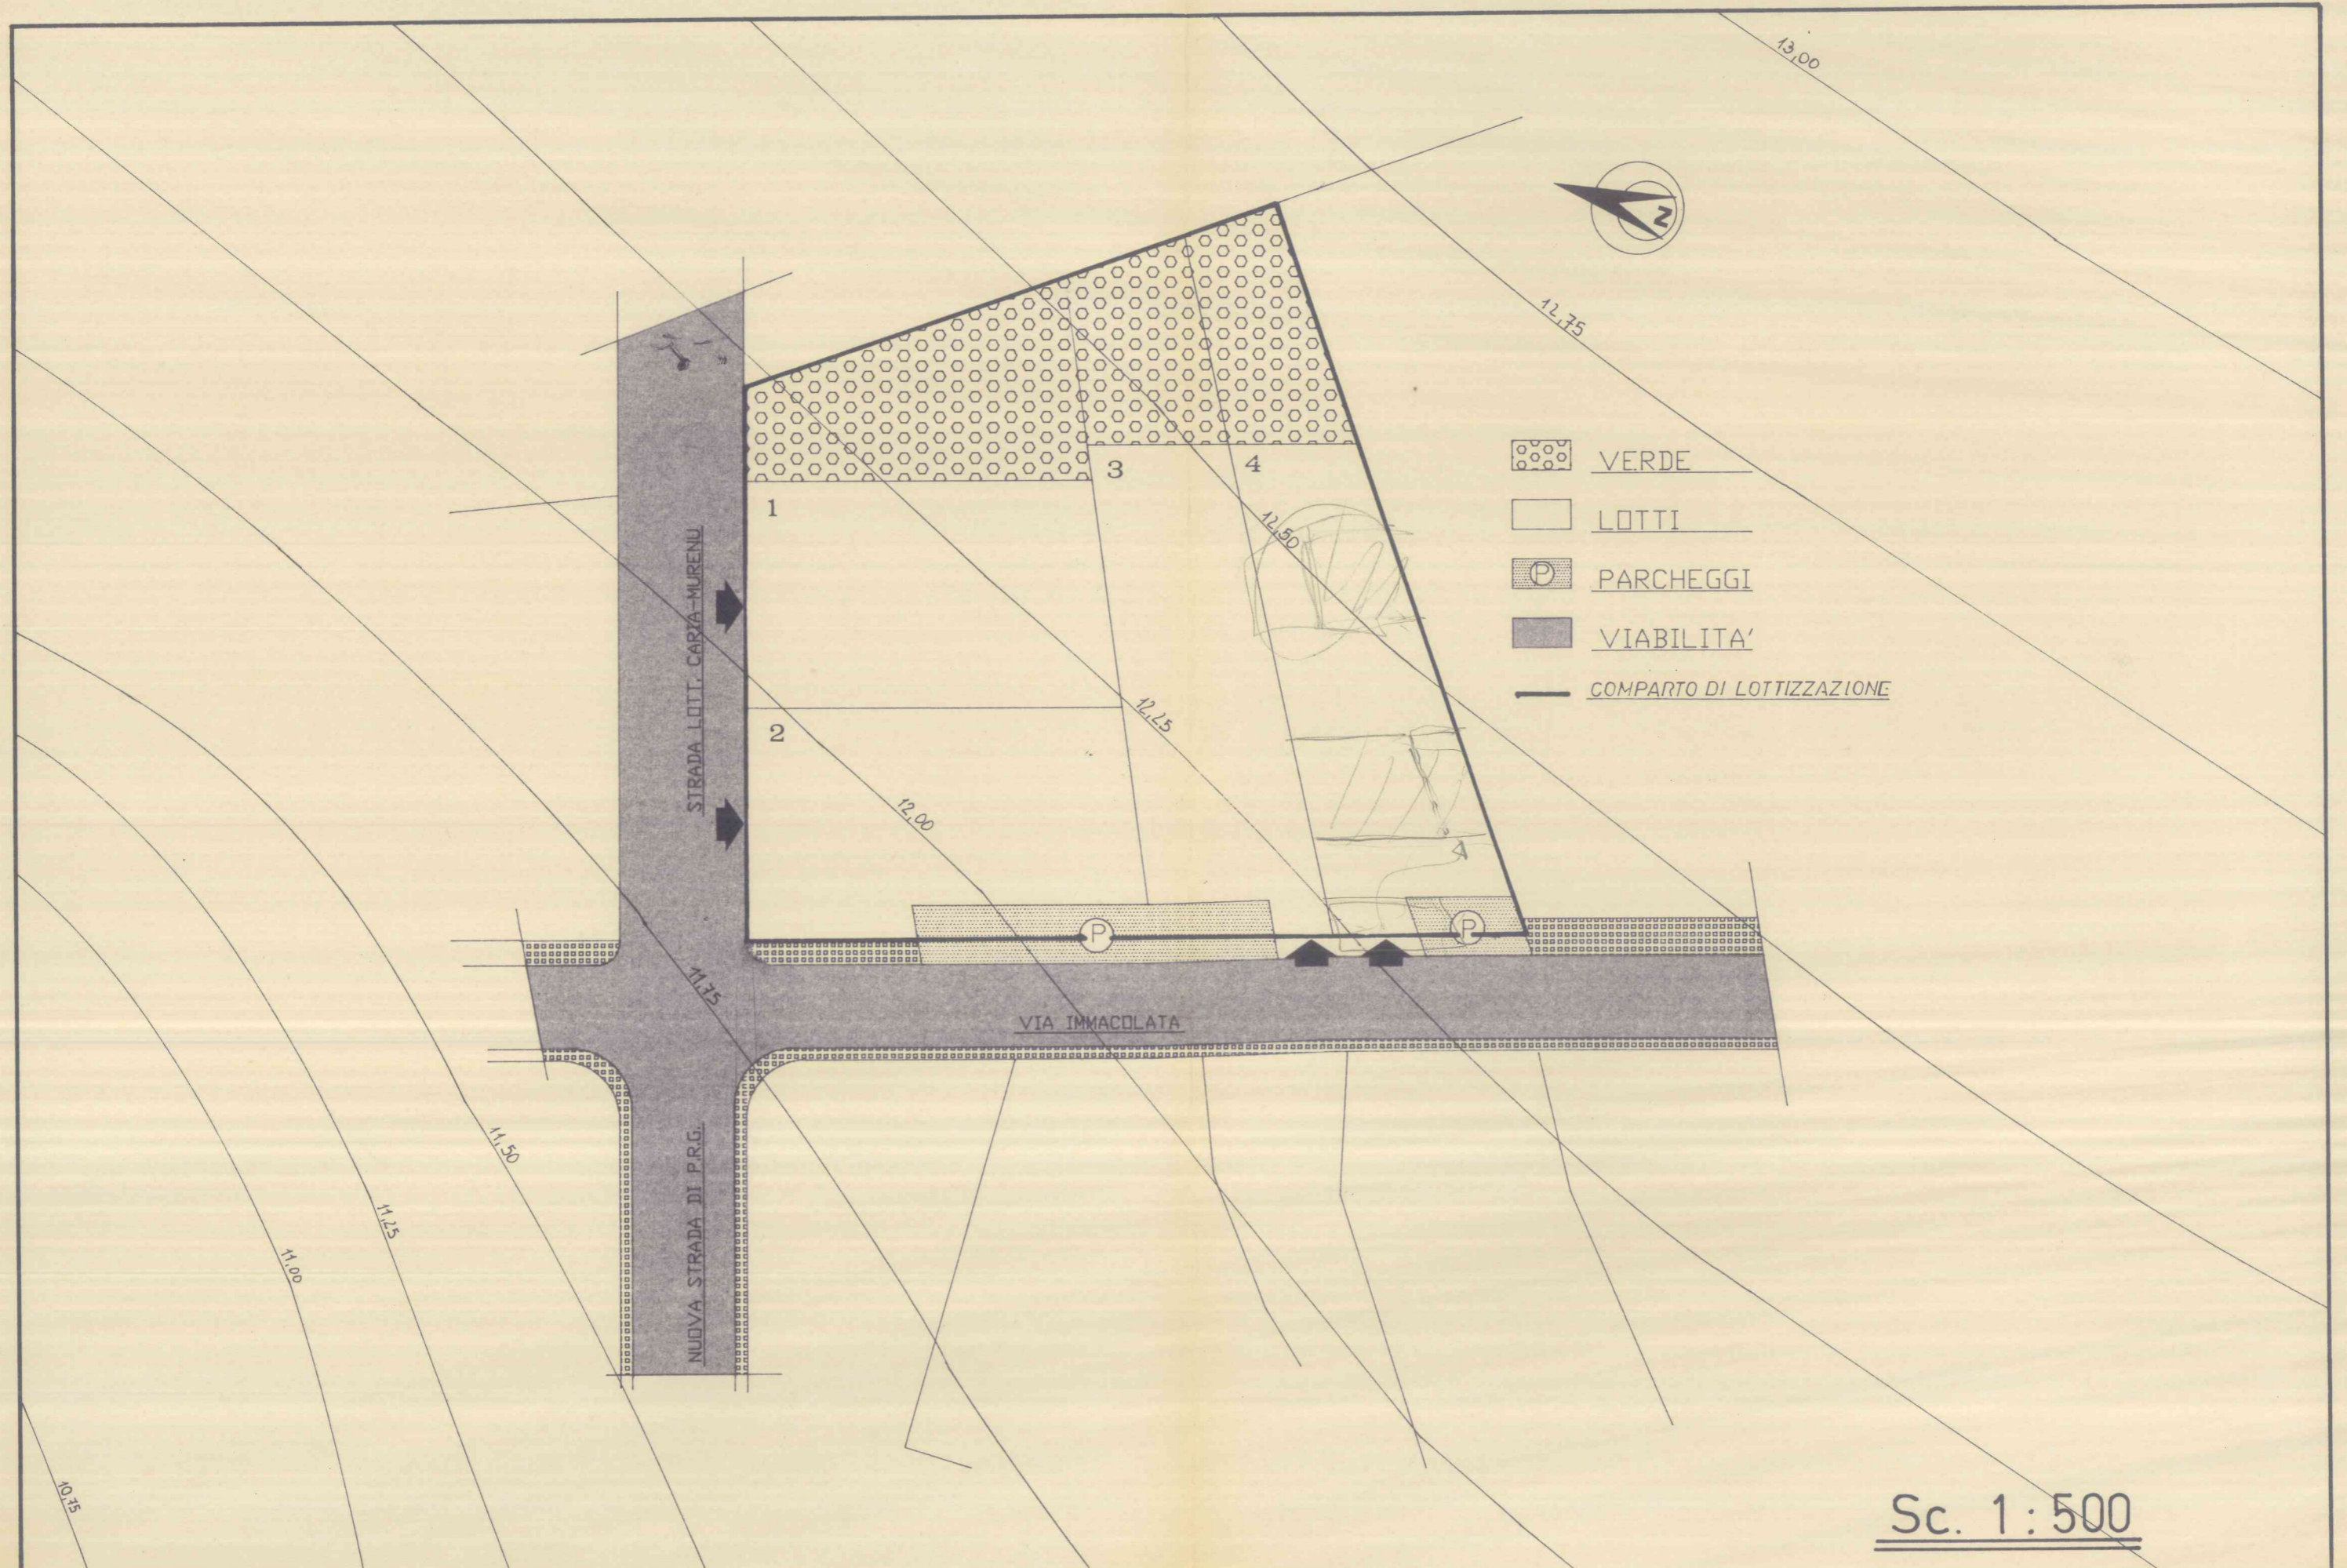 13,00
N
12,75
VERDE
3
4
1
LOTTI
12,50
P PARCHEGGI
STRADA LOTT. CARIA-MURENU
VIABILITA'
COMPARTO DI LOTTIZZAZIONE
12,25
2
12,00
P
P
11,75
VIA IMMACOLATA
11,50
NUOVA STRADA DI P.R.G.
11,25
11,00
10,75
Sc. 1:500